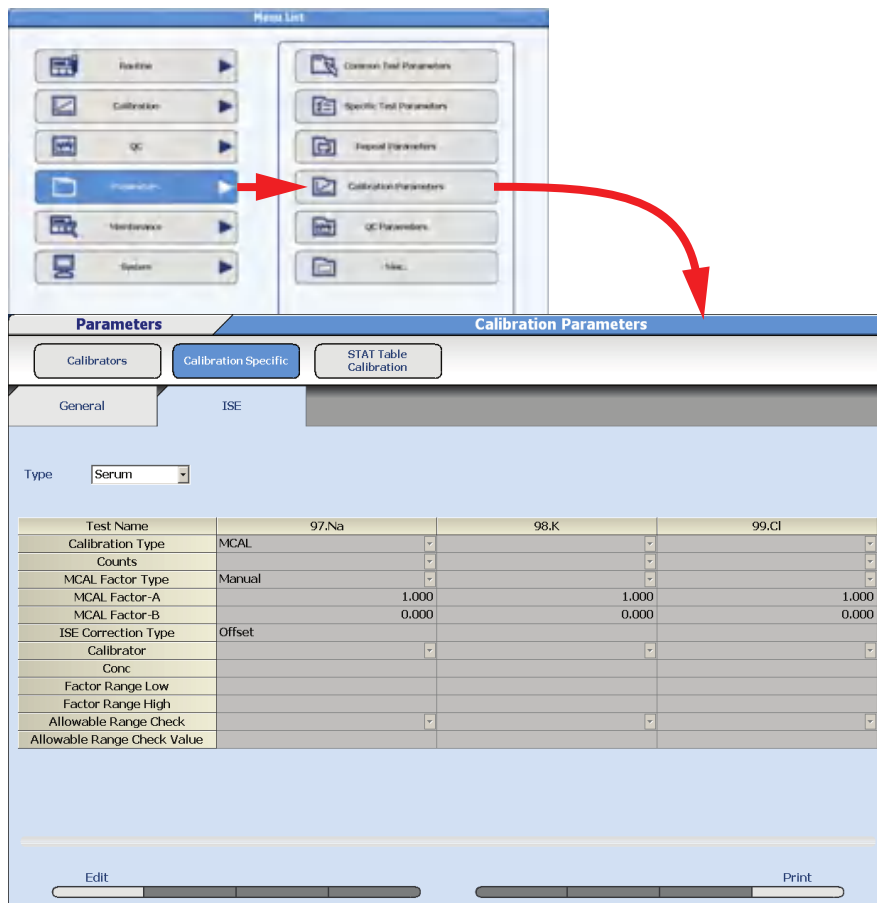 Menu List
Routine
Common Test Parameters
Calibration
Specific Test Parameters
QC
Repeat Parameters
Parameters
Calibration Parameters
Maintenance
QC Parameters
System
Misc.
Parameters
Calibration Parameters
Calibrators
Calibration Specific
STAT Table
Calibration
General
ISE
Type Serum
Test Name 97.Na 98.K 99.Cl
Calibration Type MCAL
Counts
MCAL Factor Type Manual
MCAL Factor-A 1.000 1.000 1.000
MCAL Factor-B 0.000 0.000 0.000
ISE Correction Type Offset
Calibrator
Conc
Factor Range Low
Factor Range High
Allowable Range Check
Allowable Range Check Value
Edit
Print